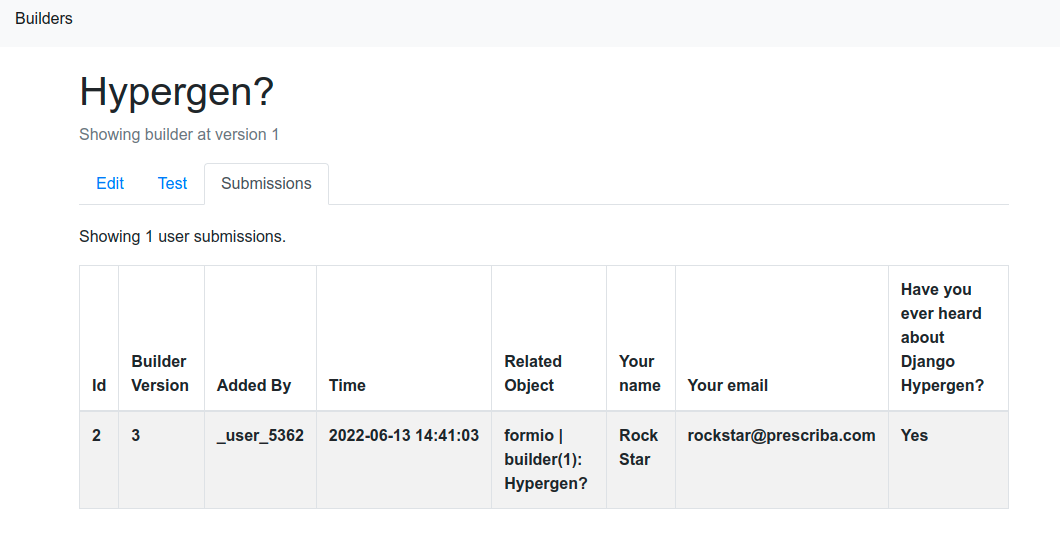 Builders
Hypergen?
Showing builder at version 1
Edit Test Submissions
Showing 1 user submissions.
Have you
ever heard
about
Builder Related Your Django
Id Version Added By Time Object name Your email Hypergen?
2 3 _user_5362 2022-06-13 14:41:03 formio | Rock rockstar@prescriba.com Yes
builder(1): Star
Hypergen?